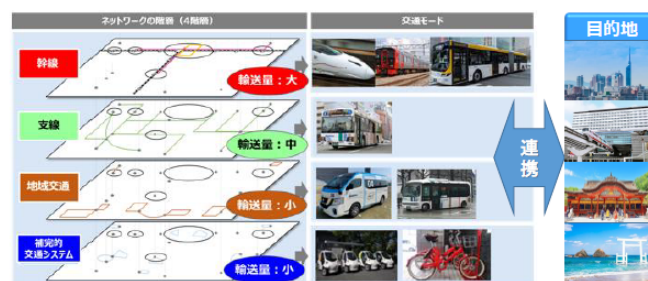 ネットワークの階層（4階層）
交通モード
目的地
幹線
輸送量：大
支線
輸送量：中
連携
地域交通
輸送量：小
補完的
交通システム
輸送量：小